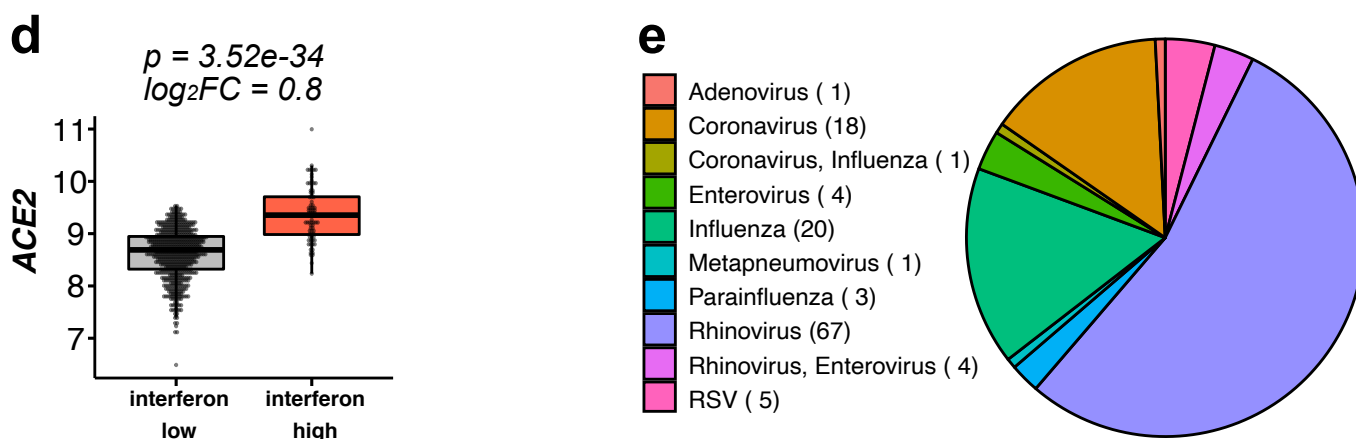 d
p = 3.52e-34
log2FC = 0.8
ACE2
11
10
9
8
7
interferon low
interferon high
e
Adenovirus ( 1)
Coronavirus (18)
Coronavirus, Influenza ( 1)
Enterovirus ( 4)
Influenza (20)
Metapneumovirus ( 1)
Parainfluenza ( 3)
Rhinovirus (67)
Rhinovirus, Enterovirus ( 4)
RSV ( 5)